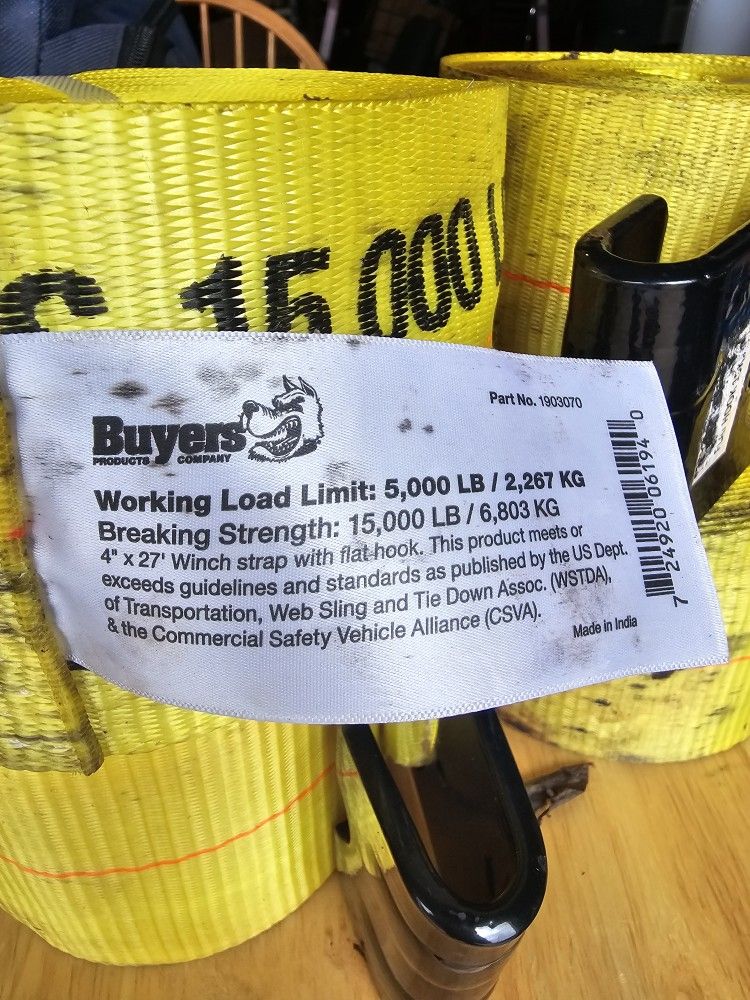 15,000
Buyers
PRODUCTS COMPANY
Part No. 1903070
Working Load Limit: 5,000 LB / 2,267 KG
Breaking Strength: 15,000 LB / 6,803 KG
4" x 27' Winch strap with flat hook. This product meets or
exceeds guidelines and standards as published by the US Dept.
of Transportation, Web Sling and Tie Down Assoc. (WSTDA),
& the Commercial Safety Vehicle Alliance (CSVA).
Made in India
7 24920 06194 0